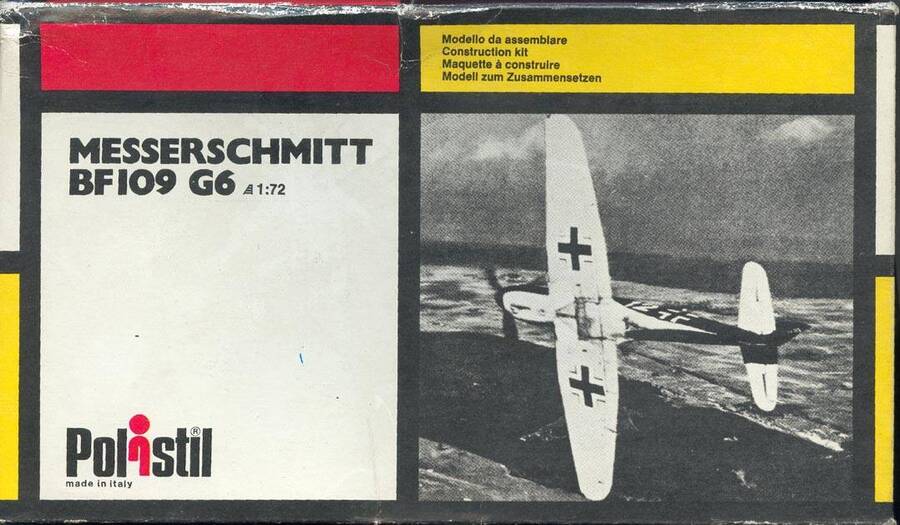 Modello da assemblare
Construction kit
Maquette à construire
Modell zum Zusammensetzen
MESSERSCHMITT
BF109 G6 1:72
Polistil®
made in italy